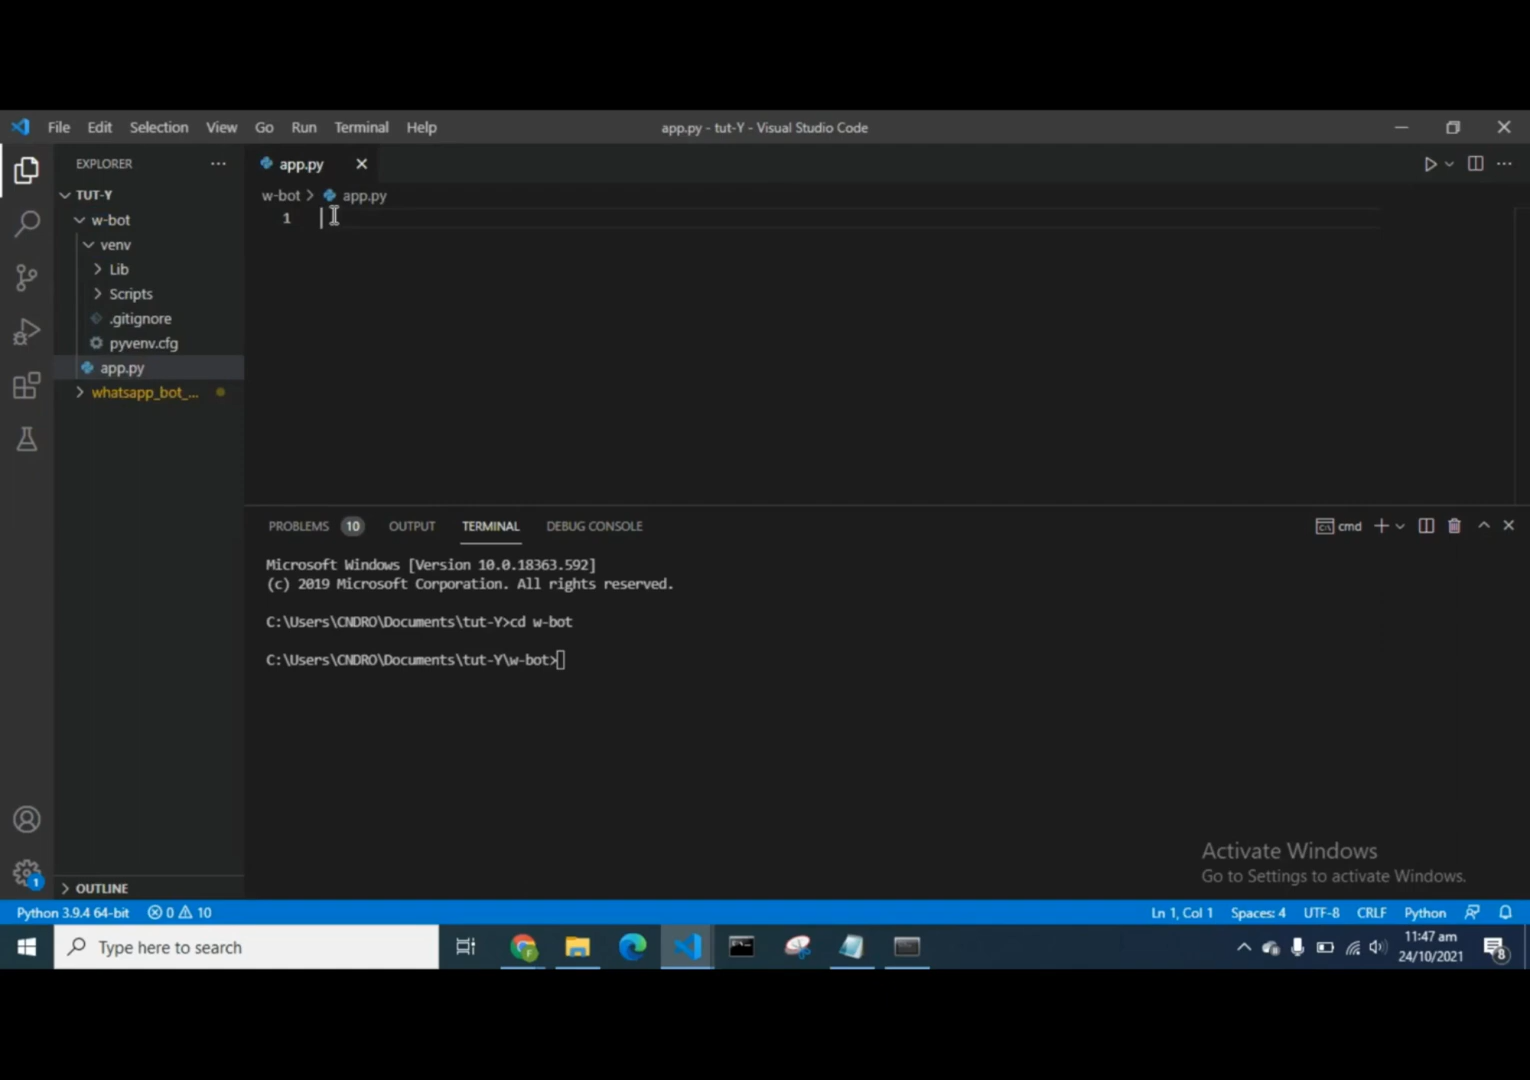 File Edit Selection View Go Run Terminal Help
app.py - tut-Y - Visual Studio Code
EXPLORER
app.py
TUT-Y
w-bot
venv
Lib
Scripts
.gitignore
pyvenv.cfg
app.py
whatsapp_bot_...
OUTLINE
w-bot > app.py
1
PROBLEMS 10 OUTPUT TERMINAL DEBUG CONSOLE
cmd
Microsoft Windows [Version 10.0.18363.592]
(c) 2019 Microsoft Corporation. All rights reserved.
C:\Users\CNDRO\Documents\tut-Y>cd w-bot
C:\Users\CNDRO\Documents\tut-Y\w-bot>
Activate Windows
Go to Settings to activate Windows.
1
Python 3.9.4 64-bit 0 10
Ln 1, Col 1 Spaces: 4 UTF-8 CRLF Python
Type here to search
11:47 am
24/10/2021
8